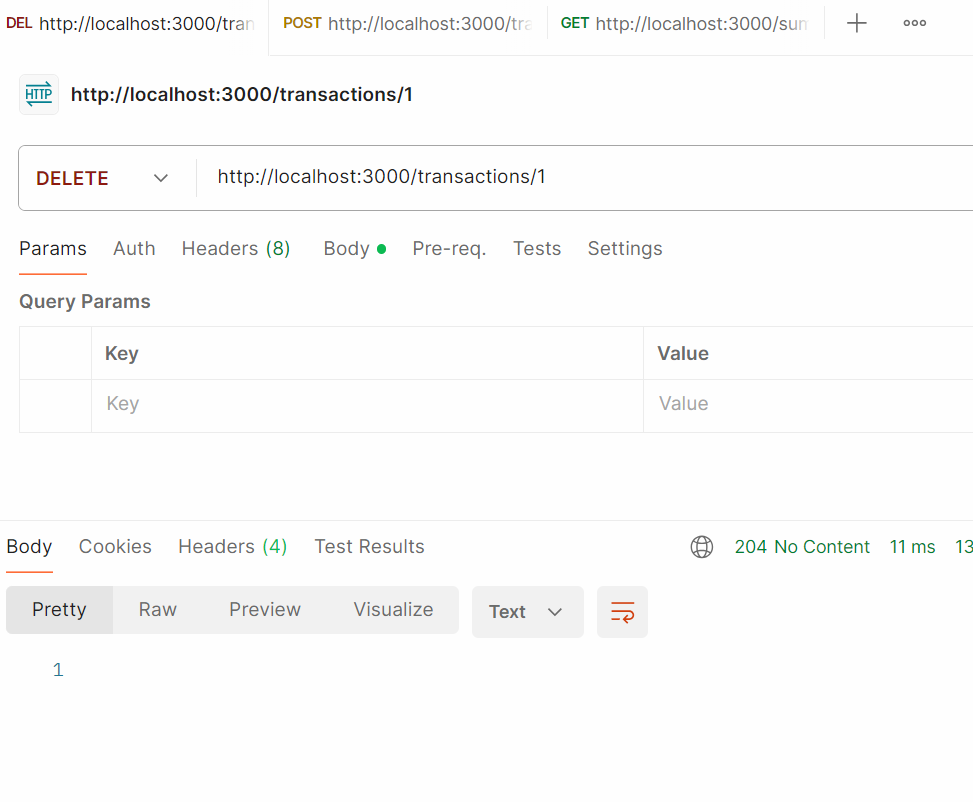 DEL http://localhost:3000/tran POST http://localhost:3000/tra GET http://localhost:3000/sum
HTTP http://localhost:3000/transactions/1
DELETE http://localhost:3000/transactions/1
Params Auth Headers (8) Body Pre-req. Tests Settings
Query Params
Key Value
Key Value
Body Cookies Headers (4) Test Results 204 No Content 11 ms 13
Pretty Raw Preview Visualize Text
1